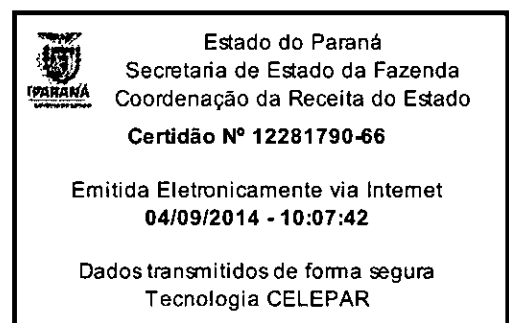 Estado do Paraná
Secretaria de Estado da Fazenda
PARANÁ
Coordenação da Receita do Estado
Certidão Nº 12281790-66
Emitida Eletronicamente via Internet
04/09/2014 - 10:07:42
Dados transmitidos de forma segura
Tecnologia CELEPAR